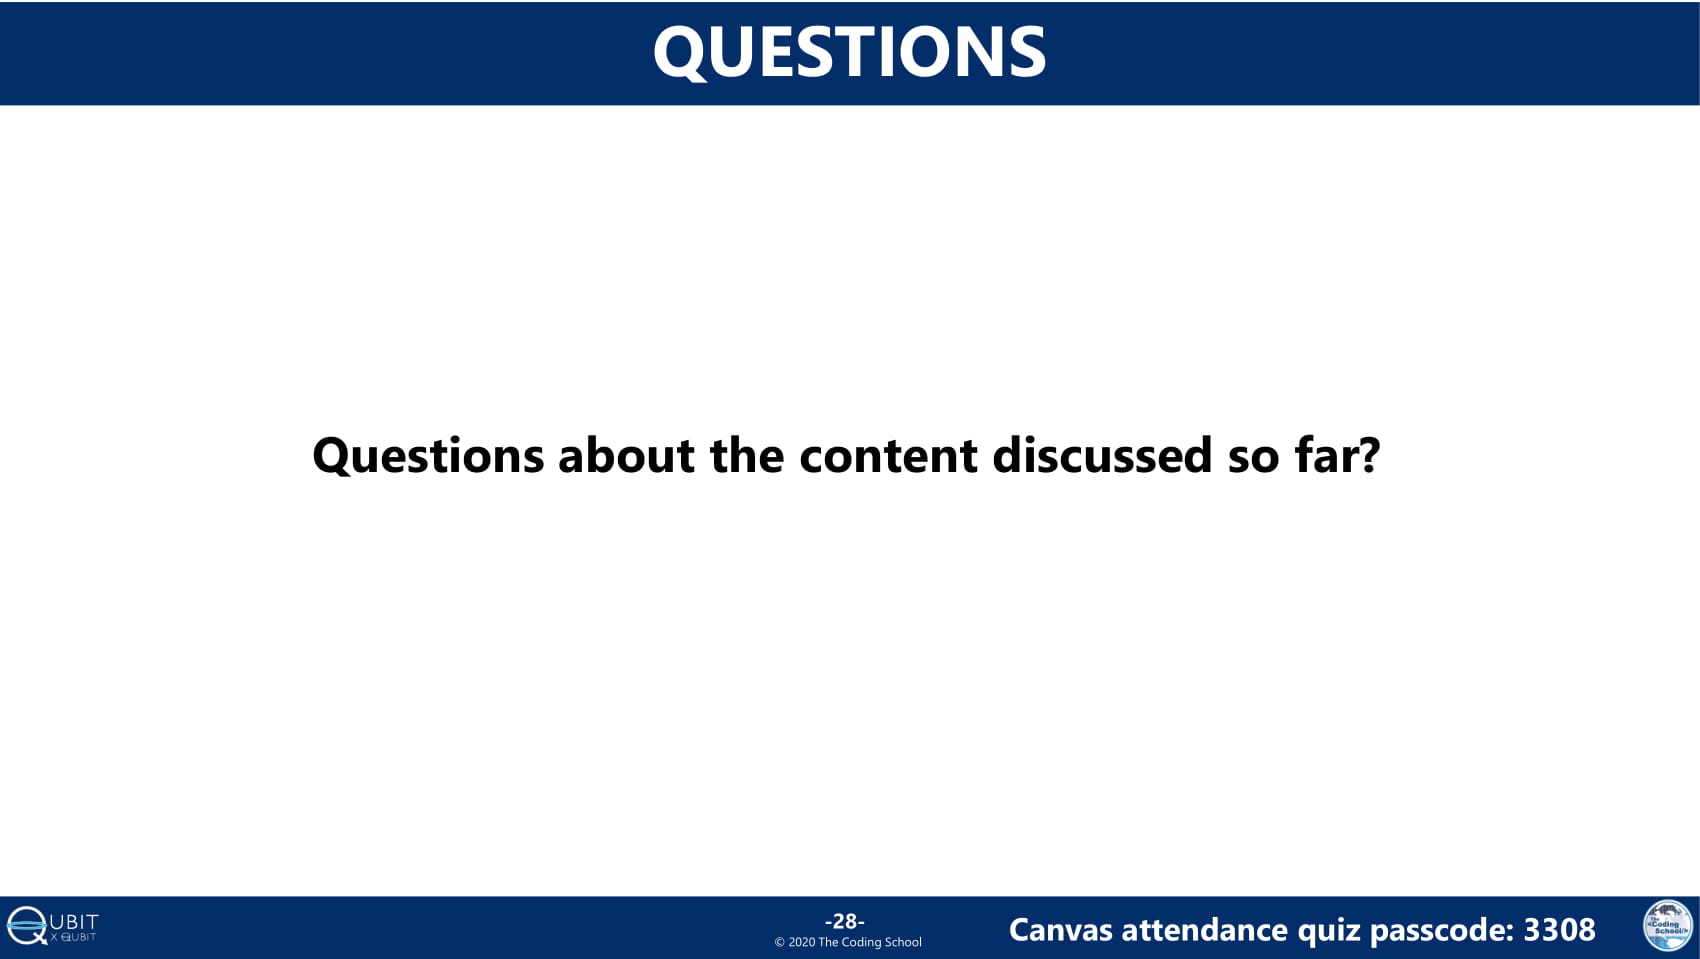 QUESTIONS
Questions about the content discussed so far?
QUBIT
X QUBIT
-28-
© 2020 The Coding School
Canvas attendance quiz passcode: 3308
The
<Coding
School/>